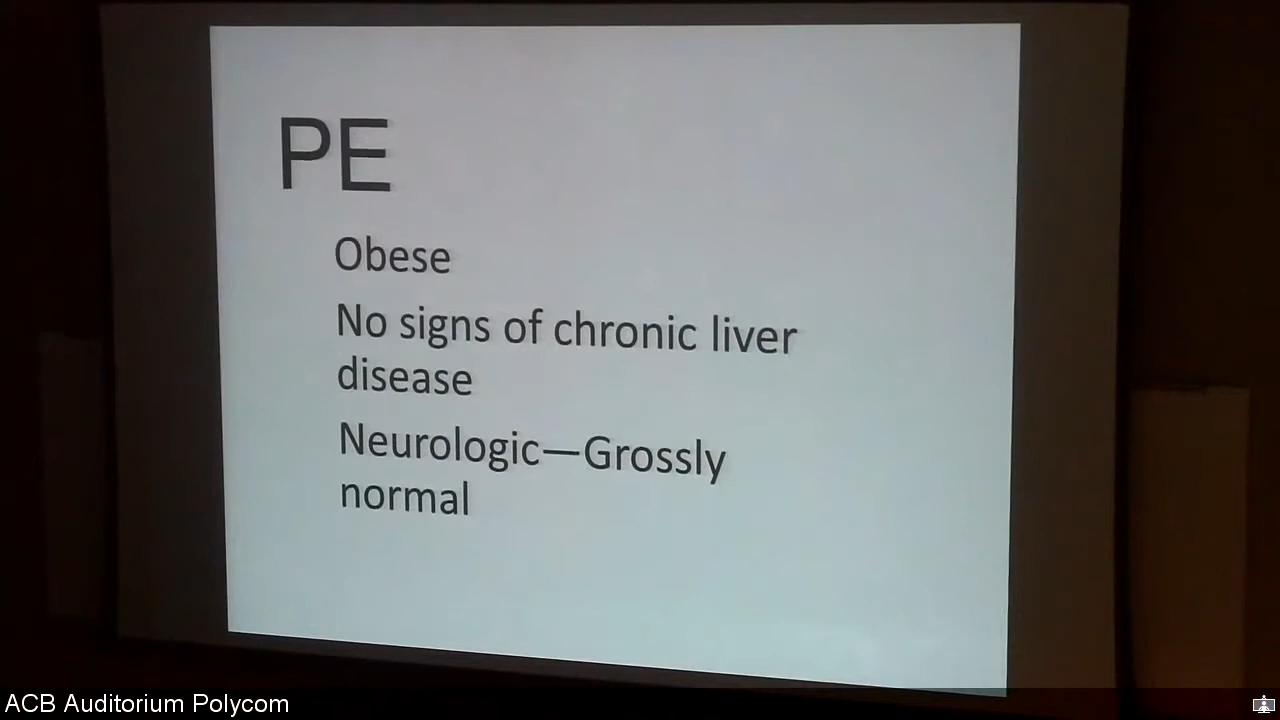 PE
Obese
No signs of chronic liver
disease
Neurologic—Grossly
normal
ACB Auditorium Polycom